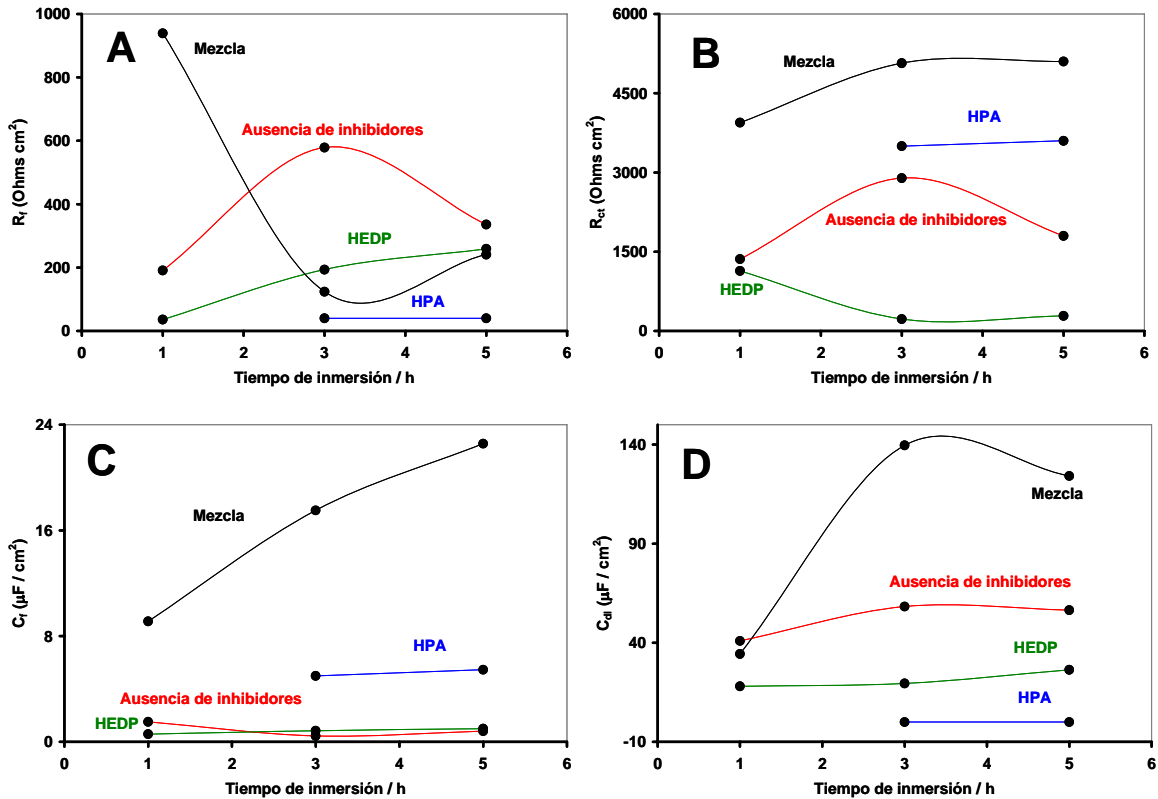 A
1000
800
600
400
200
0
Rf (Ohms cm2)
Mezcla
Ausencia de inhibidores
HEDP
HPA
0 1 2 3 4 5 6
Tiempo de inmersión / h
B
6000
4500
3000
1500
0
Rct (Ohms cm2)
Mezcla
HPA
Ausencia de inhibidores
HEDP
0 1 2 3 4 5 6
Tiempo de inmersión / h
C
24
16
8
0
Cf (µF / cm2)
Mezcla
HPA
Ausencia de inhibidores
HEDP
0 1 2 3 4 5 6
Tiempo de inmersión / h
D
140
90
40
-10
Cdl (µF / cm2)
Mezcla
Ausencia de inhibidores
HEDP
HPA
0 1 2 3 4 5 6
Tiempo de inmersión / h